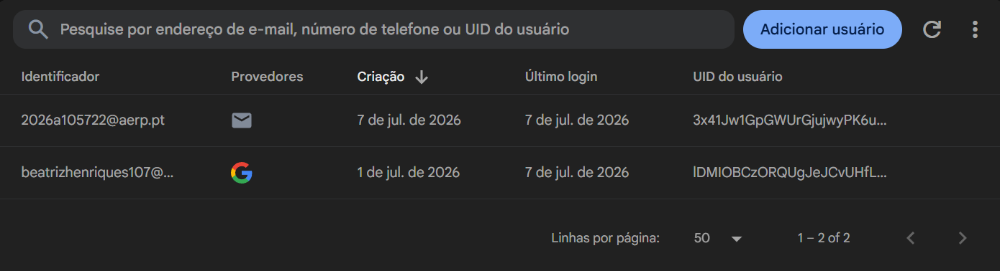 Pesquise por endereço de e-mail, número de telefone ou UID do usuário Adicionar usuário
Identificador Provedores Criação Último login UID do usuário
2026a105722@aerp.pt 7 de jul. de 2026 7 de jul. de 2026 3x41Jw1GpGWUrGjujwyPK6u...
beatrizhenriques107@... 1 de jul. de 2026 7 de jul. de 2026 lDMIOBCzORQUgJeJCvUHfL...
Linhas por página: 50 1 – 2 of 2